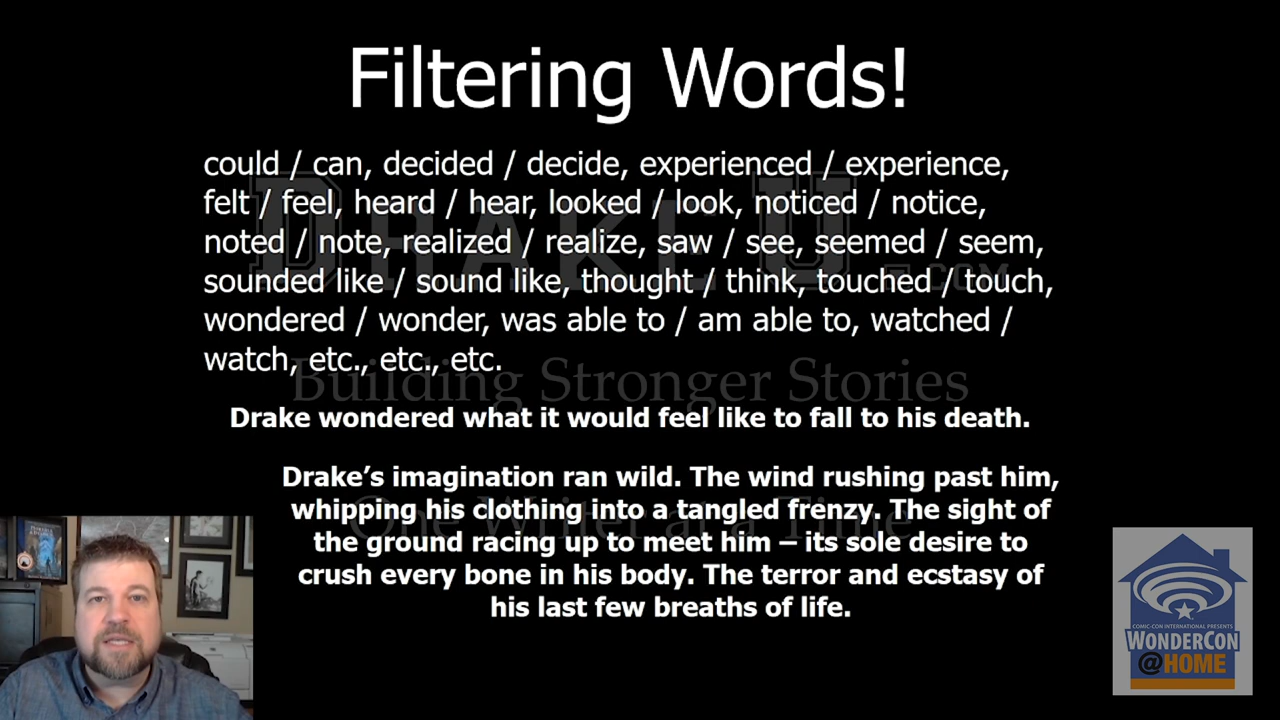 Filtering Words!
could / can, decided / decide, experienced / experience,
felt / feel, heard / hear, looked / look, noticed / notice,
noted / note, realized / realize, saw / see, seemed / seem,
sounded like / sound like, thought / think, touched / touch,
wondered / wonder, was able to / am able to, watched /
watch, etc., etc., etc.
DRAKE U
.COM
Building Stronger Stories
One Writer at a Time
Drake wondered what it would feel like to fall to his death.
Drake’s imagination ran wild. The wind rushing past him,
whipping his clothing into a tangled frenzy. The sight of
the ground racing up to meet him – its sole desire to
crush every bone in his body. The terror and ecstasy of
his last few breaths of life.
COMIC-CON INTERNATIONAL PRESENTS
WONDERCON
@HOME